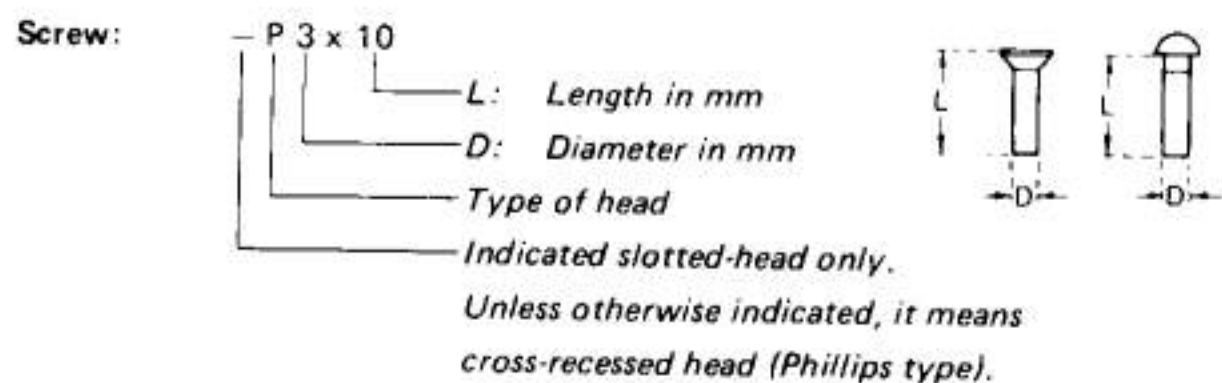 Screw: – P 3 x 10
L: Length in mm
D: Diameter in mm
Type of head
Indicated slotted-head only.
Unless otherwise indicated, it means
cross-recessed head (Phillips type).
L L
D D